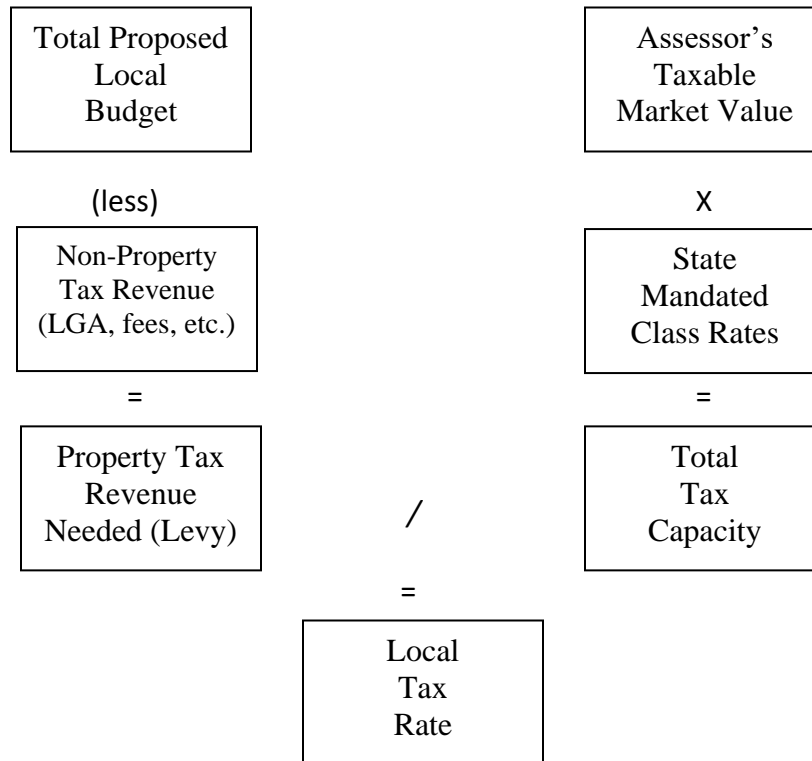 Total Proposed
Local
Budget
Assessor’s
Taxable
Market Value
(less)
X
Non-Property
Tax Revenue
(LGA, fees, etc.)
State
Mandated
Class Rates
=
=
Property Tax
Revenue
Needed (Levy)
/
Total
Tax
Capacity
=
Local
Tax
Rate